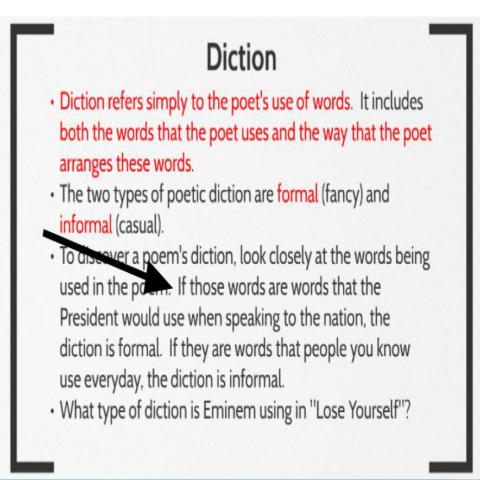 Diction
• Diction refers simply to the poet's use of words. It includes
both the words that the poet uses and the way that the poet
arranges these words.
• The two types of poetic diction are formal (fancy) and
informal (casual).
• To discover a poem's diction, look closely at the words being
used in the poem. If those words are words that the
President would use when speaking to the nation, the
diction is formal. If they are words that people you know
use everyday, the diction is informal.
• What type of diction is Eminem using in "Lose Yourself"?